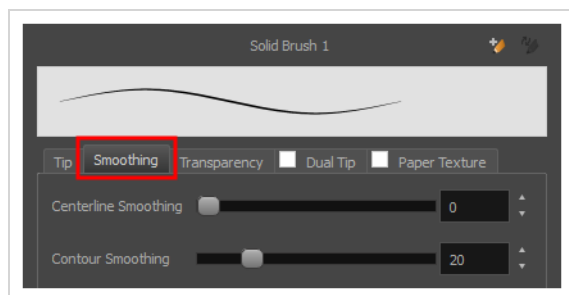 Solid Brush 1
Tip Smoothing Transparency Dual Tip Paper Texture
Centerline Smoothing 0
Contour Smoothing 20